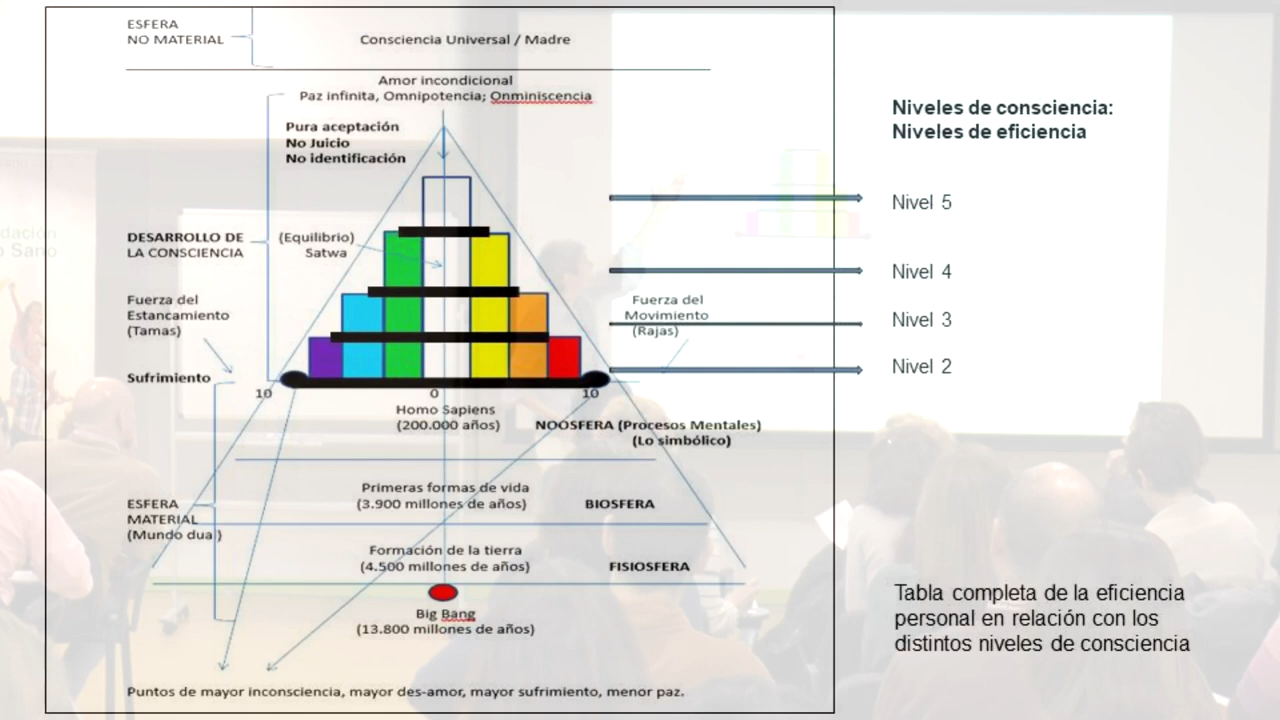 ESFERA
NO MATERIAL
Consciencia Universal / Madre
Amor incondicional
Paz infinita, Omnipotencia; Onminiscencia
Pura aceptación
No Juicio
No identificación
DESARROLLO DE
LA CONSCIENCIA
(Equilibrio)
Satwa
Fuerza del
Estancamiento
(Tamas)
Fuerza del
Movimiento
(Rajas)
Sufrimiento
10
0
10
Homo Sapiens
(200.000 años)
NOOSFERA (Procesos Mentales)
(Lo simbólico)
Primeras formas de vida
(3.900 millones de años)
BIOSFERA
ESFERA
MATERIAL
(Mundo dua )
Formación de la tierra
(4.500 millones de años)
FISIOSFERA
Big Bang
(13.800 millones de años)
Puntos de mayor inconsciencia, mayor des-amor, mayor sufrimiento, menor paz.
Niveles de consciencia:
Niveles de eficiencia
Nivel 5
Nivel 4
Nivel 3
Nivel 2
Tabla completa de la eficiencia
personal en relación con los
distintos niveles de consciencia